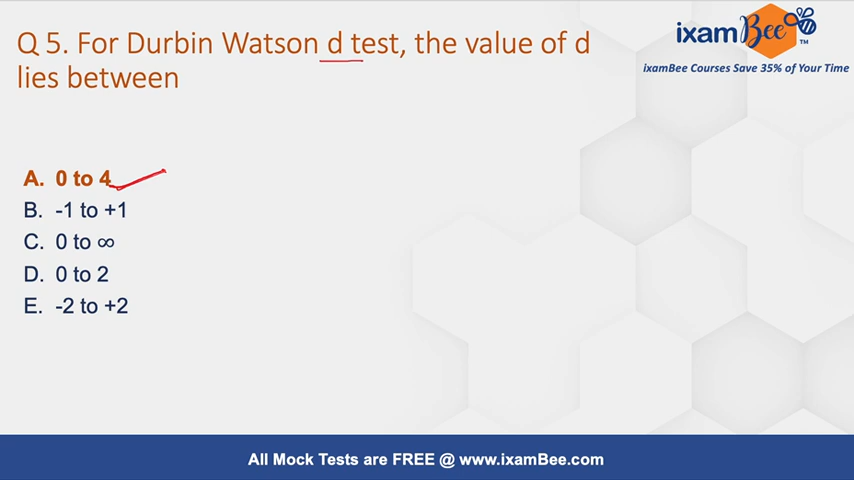 Q 5. For Durbin Watson d test, the value of d
lies between
ixamBee™
ixamBee Courses Save 35% of Your Time
A. 0 to 4
B. -1 to +1
C. 0 to ∞
D. 0 to 2
E. -2 to +2
All Mock Tests are FREE @ www.ixamBee.com